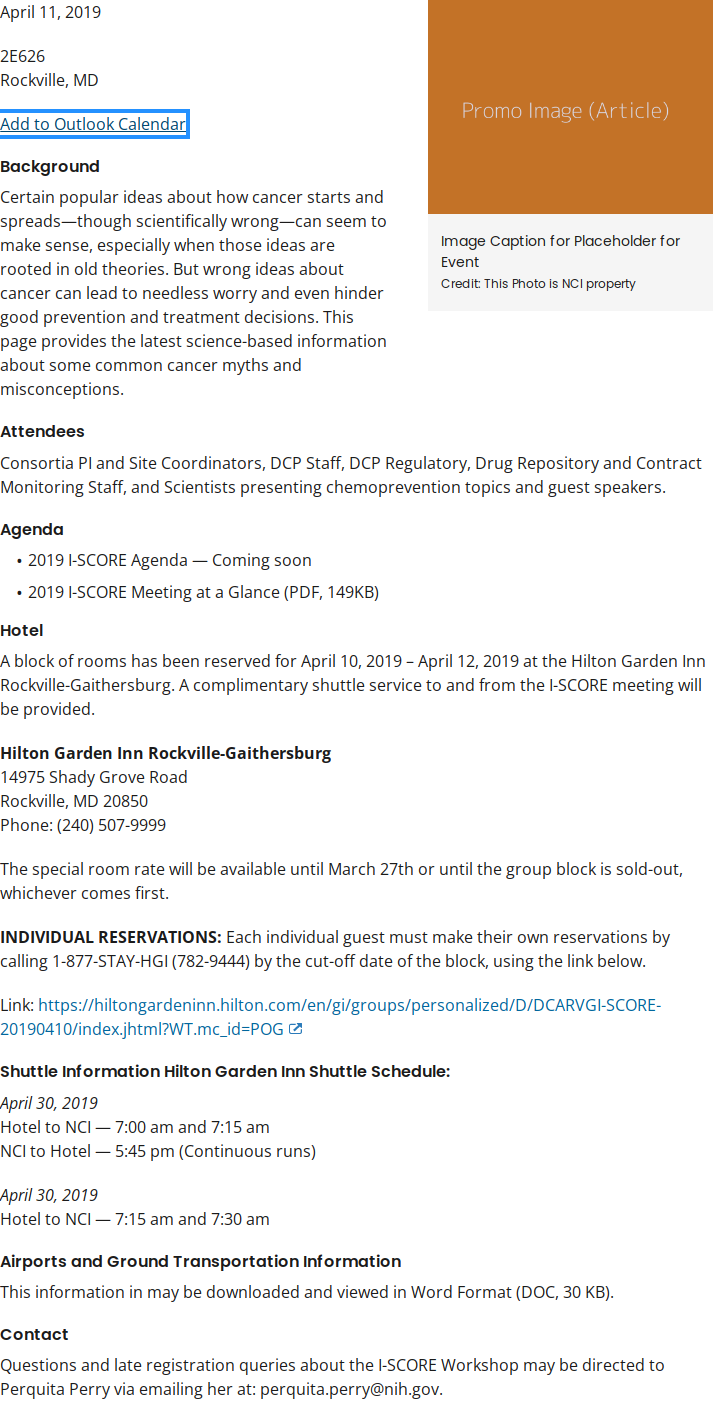 April 11, 2019
2E626
Rockville, MD
Add to Outlook Calendar
Promo Image (Article)
Image Caption for Placeholder for
Event
Credit: This Photo is NCI property
Background
Certain popular ideas about how cancer starts and
spreads—though scientifically wrong—can seem to
make sense, especially when those ideas are
rooted in old theories. But wrong ideas about
cancer can lead to needless worry and even hinder
good prevention and treatment decisions. This
page provides the latest science-based information
about some common cancer myths and
misconceptions.
Attendees
Consortia PI and Site Coordinators, DCP Staff, DCP Regulatory, Drug Repository and Contract
Monitoring Staff, and Scientists presenting chemoprevention topics and guest speakers.
Agenda
• 2019 I-SCORE Agenda — Coming soon
• 2019 I-SCORE Meeting at a Glance (PDF, 149KB)
Hotel
A block of rooms has been reserved for April 10, 2019 – April 12, 2019 at the Hilton Garden Inn
Rockville-Gaithersburg. A complimentary shuttle service to and from the I-SCORE meeting will
be provided.
Hilton Garden Inn Rockville-Gaithersburg
14975 Shady Grove Road
Rockville, MD 20850
Phone: (240) 507-9999
The special room rate will be available until March 27th or until the group block is sold-out,
whichever comes first.
INDIVIDUAL RESERVATIONS: Each individual guest must make their own reservations by
calling 1-877-STAY-HGI (782-9444) by the cut-off date of the block, using the link below.
Link: https://hiltongardeninn.hilton.com/en/gi/groups/personalized/D/DCARVGI-SCORE-
20190410/index.jhtml?WT.mc_id=POG
Shuttle Information Hilton Garden Inn Shuttle Schedule:
April 30, 2019
Hotel to NCI — 7:00 am and 7:15 am
NCI to Hotel — 5:45 pm (Continuous runs)
April 30, 2019
Hotel to NCI — 7:15 am and 7:30 am
Airports and Ground Transportation Information
This information in may be downloaded and viewed in Word Format (DOC, 30 KB).
Contact
Questions and late registration queries about the I-SCORE Workshop may be directed to
Perquita Perry via emailing her at: perquita.perry@nih.gov.